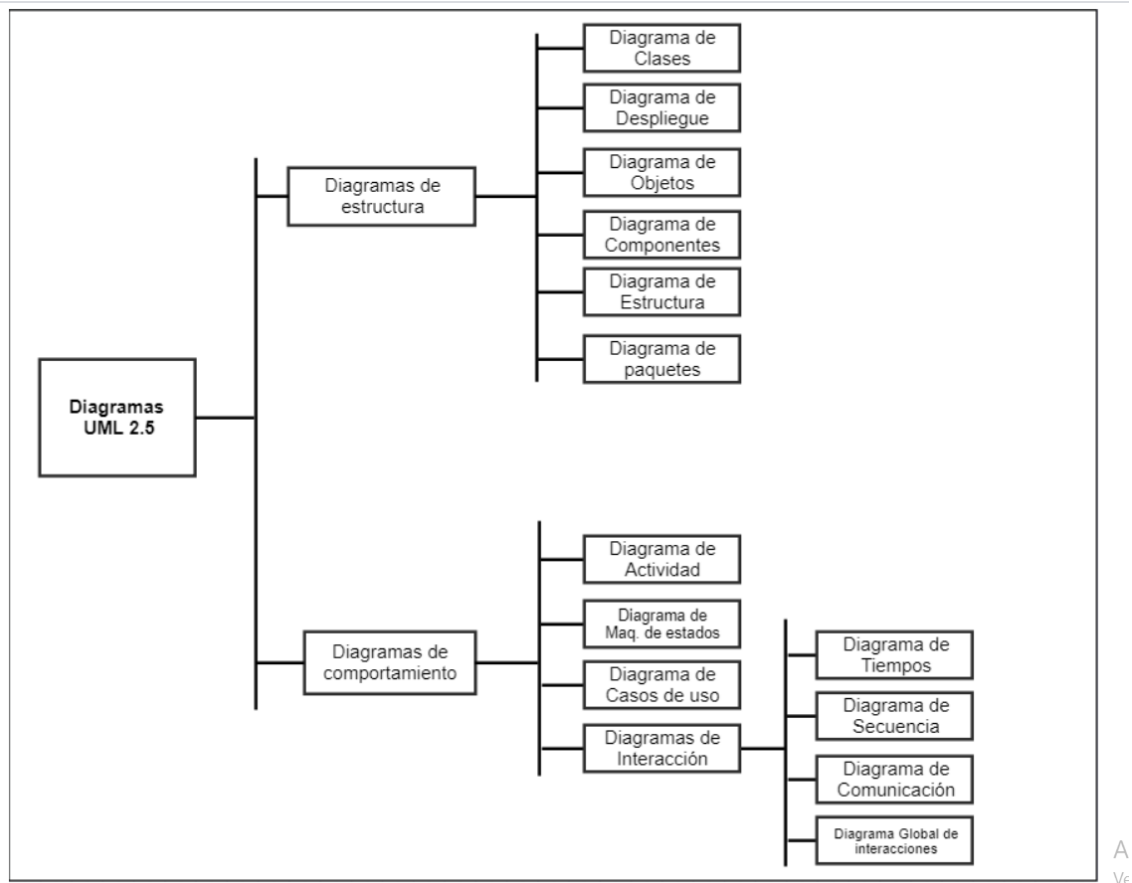 Diagrama de
Clases
Diagrama de
Despliegue
Diagrama de
Objetos
Diagramas de
estructura
Diagrama de
Componentes
Diagrama de
Estructura
Diagrama de
paquetes
Diagramas
UML 2.5
Diagrama de
Actividad
Diagrama de
Maq. de estados
Diagramas de
comportamiento
Diagrama de
Casos de uso
Diagramas de
Interacción
Diagrama de
Tiempos
Diagrama de
Secuencia
Diagrama de
Comunicación
Diagrama Global de
interacciones
A
Ve